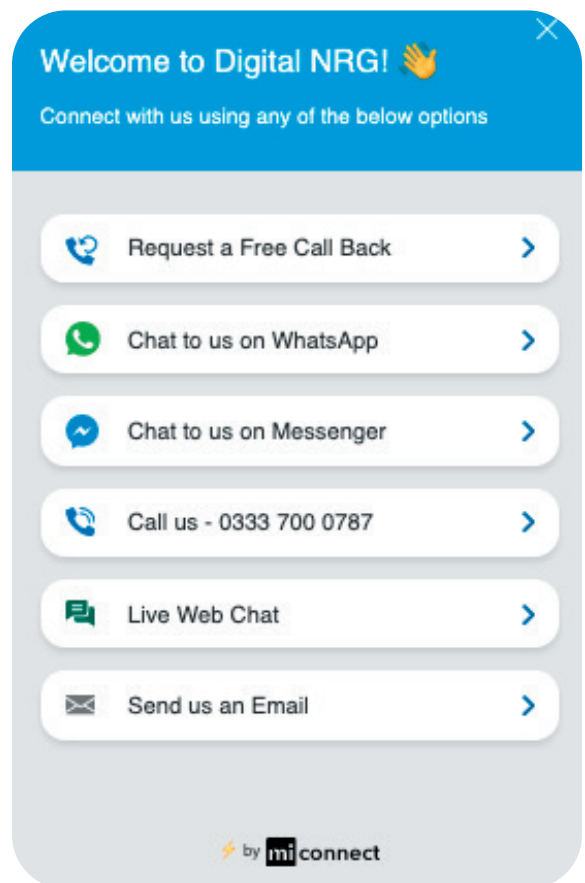 Welcome to Digital NRG! 👋
Connect with us using any of the below options
Request a Free Call Back
Chat to us on WhatsApp
Chat to us on Messenger
Call us - 0333 700 0787
Live Web Chat
Send us an Email
⚡ by miconnect